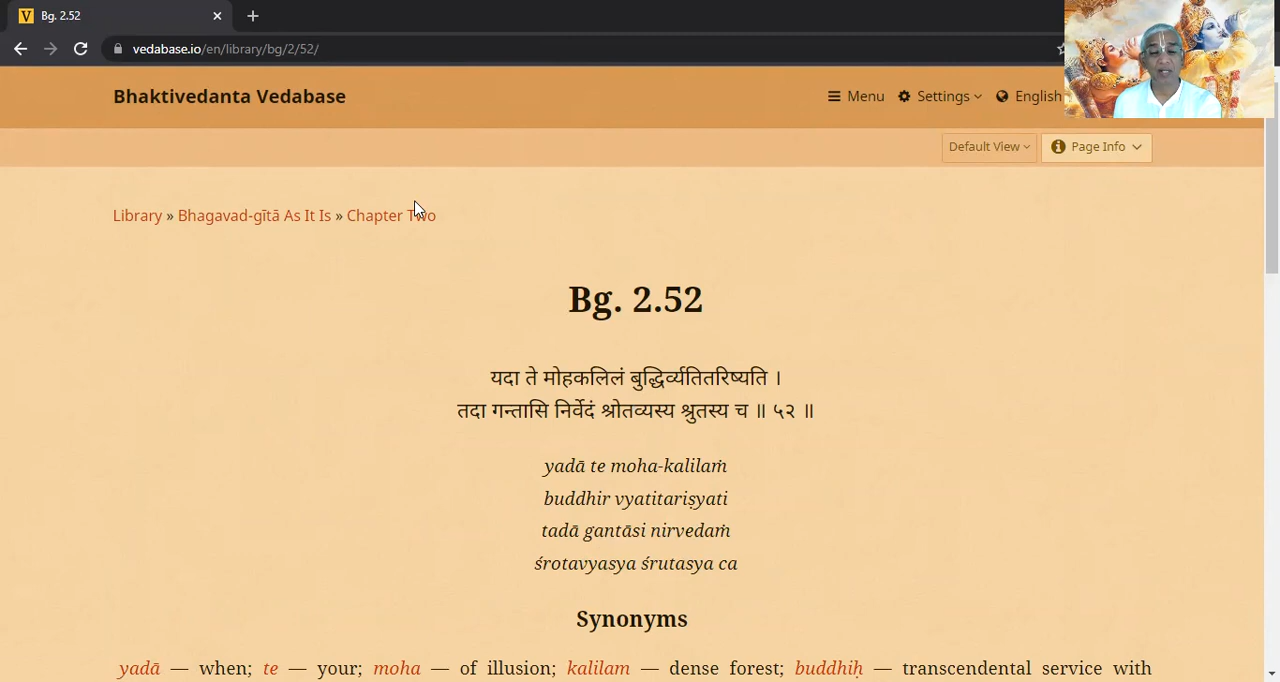 Bg. 2.52
vedabase.io/en/library/bg/2/52/
Bhaktivedanta Vedabase
Menu
Settings
English
Default View
Page Info
Library » Bhagavad-gītā As It Is » Chapter Two
Bg. 2.52
यदा ते मोहकलिलं बुद्धिर्व्यतितरिष्यति ।
तदा गन्तासि निर्वेदं श्रोतव्यस्य श्रुतस्य च ॥ ५२ ॥
yadā te moha-kalilaṁ
buddhir vyatitariṣyati
tadā gantāsi nirvedaṁ
śrotavyasya śrutasya ca
Synonyms
yadā — when; te — your; moha — of illusion; kalilam — dense forest; buddhiḥ — transcendental service with